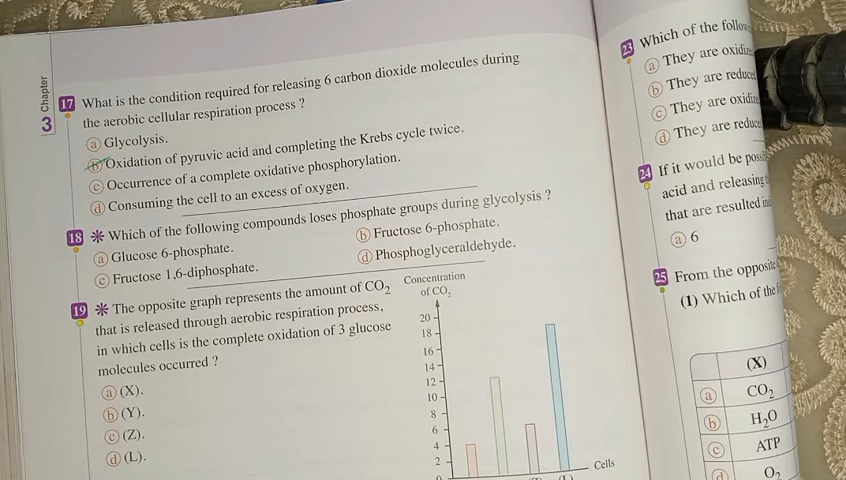 Chapter
3
17 What is the condition required for releasing 6 carbon dioxide molecules during
the aerobic cellular respiration process ?
a Glycolysis.
b Oxidation of pyruvic acid and completing the Krebs cycle twice.
c Occurrence of a complete oxidative phosphorylation.
d Consuming the cell to an excess of oxygen.
18 * Which of the following compounds loses phosphate groups during glycolysis ?
a Glucose 6-phosphate.
b Fructose 6-phosphate.
c Fructose 1,6-diphosphate.
d Phosphoglyceraldehyde.
19 * The opposite graph represents the amount of CO₂
that is released through aerobic respiration process,
in which cells is the complete oxidation of 3 glucose
molecules occurred ?
a (X).
b (Y).
c (Z).
d (L).
Concentration
of CO₂
20
18
16
14
12
10
8
6
4
2
0
Cells
(L)
23 Which of the
a They are
b They are
c They are
d They are
24 If it would be
acid and releasing
that are resulted
a 6
25 From the opposite
(1) Which of the
(X)
a CO₂
b H₂O
c ATP
d O₂